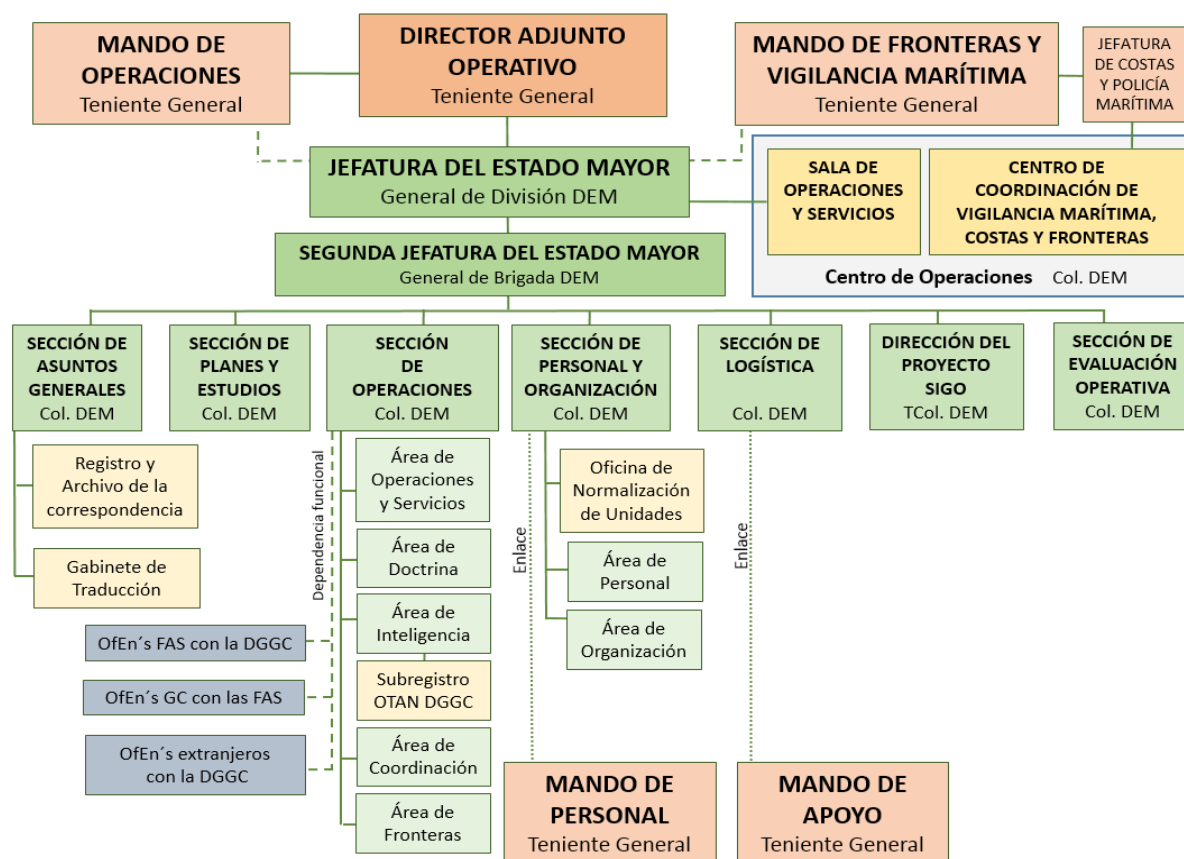 MANDO DE
OPERACIONES
Teniente General
DIRECTOR ADJUNTO
OPERATIVO
Teniente General
MANDO DE FRONTERAS Y
VIGILANCIA MARÍTIMA
Teniente General
JEFATURA
DE COSTAS
Y POLICÍA
MARÍTIMA
JEFATURA DEL ESTADO MAYOR
General de División DEM
SALA DE
OPERACIONES
Y SERVICIOS
CENTRO DE
COORDINACIÓN DE
VIGILANCIA MARÍTIMA,
COSTAS Y FRONTERAS
Centro de Operaciones Col. DEM
SEGUNDA JEFATURA DEL ESTADO MAYOR
General de Brigada DEM
SECCIÓN DE
ASUNTOS
GENERALES
Col. DEM
SECCIÓN DE
PLANES Y
ESTUDIOS
Col. DEM
SECCIÓN
DE
OPERACIONES
Col. DEM
SECCIÓN DE
PERSONAL Y
ORGANIZACIÓN
Col. DEM
SECCIÓN DE
LOGÍSTICA
Col. DEM
DIRECCIÓN DEL
PROYECTO
SIGO
TCol. DEM
SECCIÓN DE
EVALUACIÓN
OPERATIVA
Col. DEM
Registro y
Archivo de la
correspondencia
Gabinete de
Traducción
Dependencia funcional
OfEn´s FAS con la DGGC
OfEn´s GC con las FAS
OfEn´s extranjeros
con la DGGC
Área de
Operaciones
y Servicios
Área de
Doctrina
Área de
Inteligencia
Subregistro
OTAN DGGC
Área de
Coordinación
Área de
Fronteras
Enlace
Oficina de
Normalización
de Unidades
Área de
Personal
Área de
Organización
Enlace
MANDO DE
PERSONAL
Teniente General
MANDO DE
APOYO
Teniente General